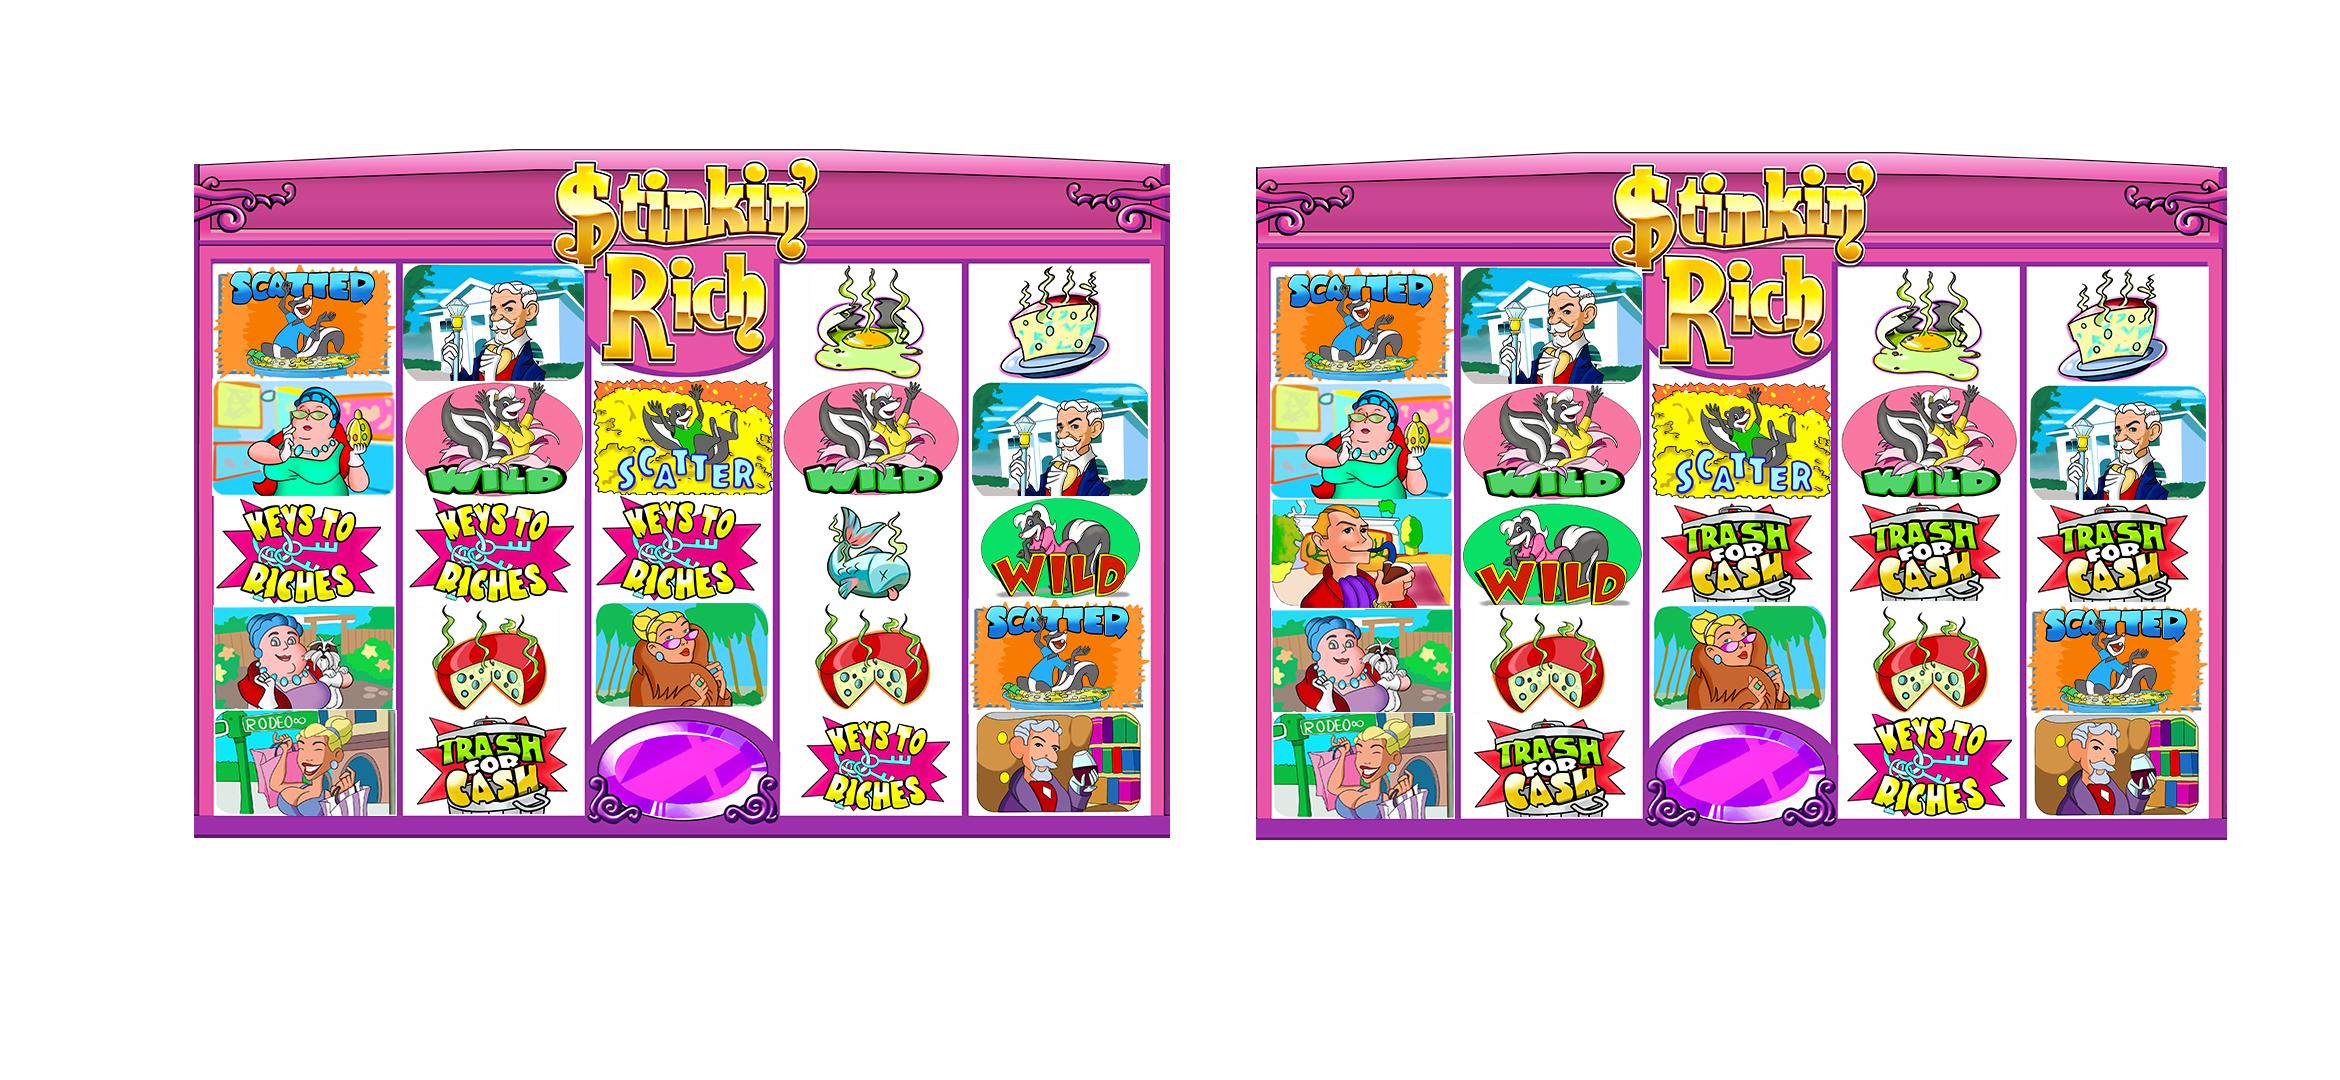 $tinkin'
Rich
SCATTER
WILD
SCATTER
WILD
KEYS TO
RICHES
KEYS TO
RICHES
KEYS TO
RICHES
WILD
SCATTER
RODEO
TRASH
FOR
CASH
KEYS TO
RICHES
$tinkin'
Rich
SCATTER
WILD
SCATTER
WILD
WILD
TRASH
FOR
CASH
TRASH
FOR
CASH
TRASH
FOR
CASH
SCATTER
RODEO
TRASH
FOR
CASH
KEYS TO
RICHES